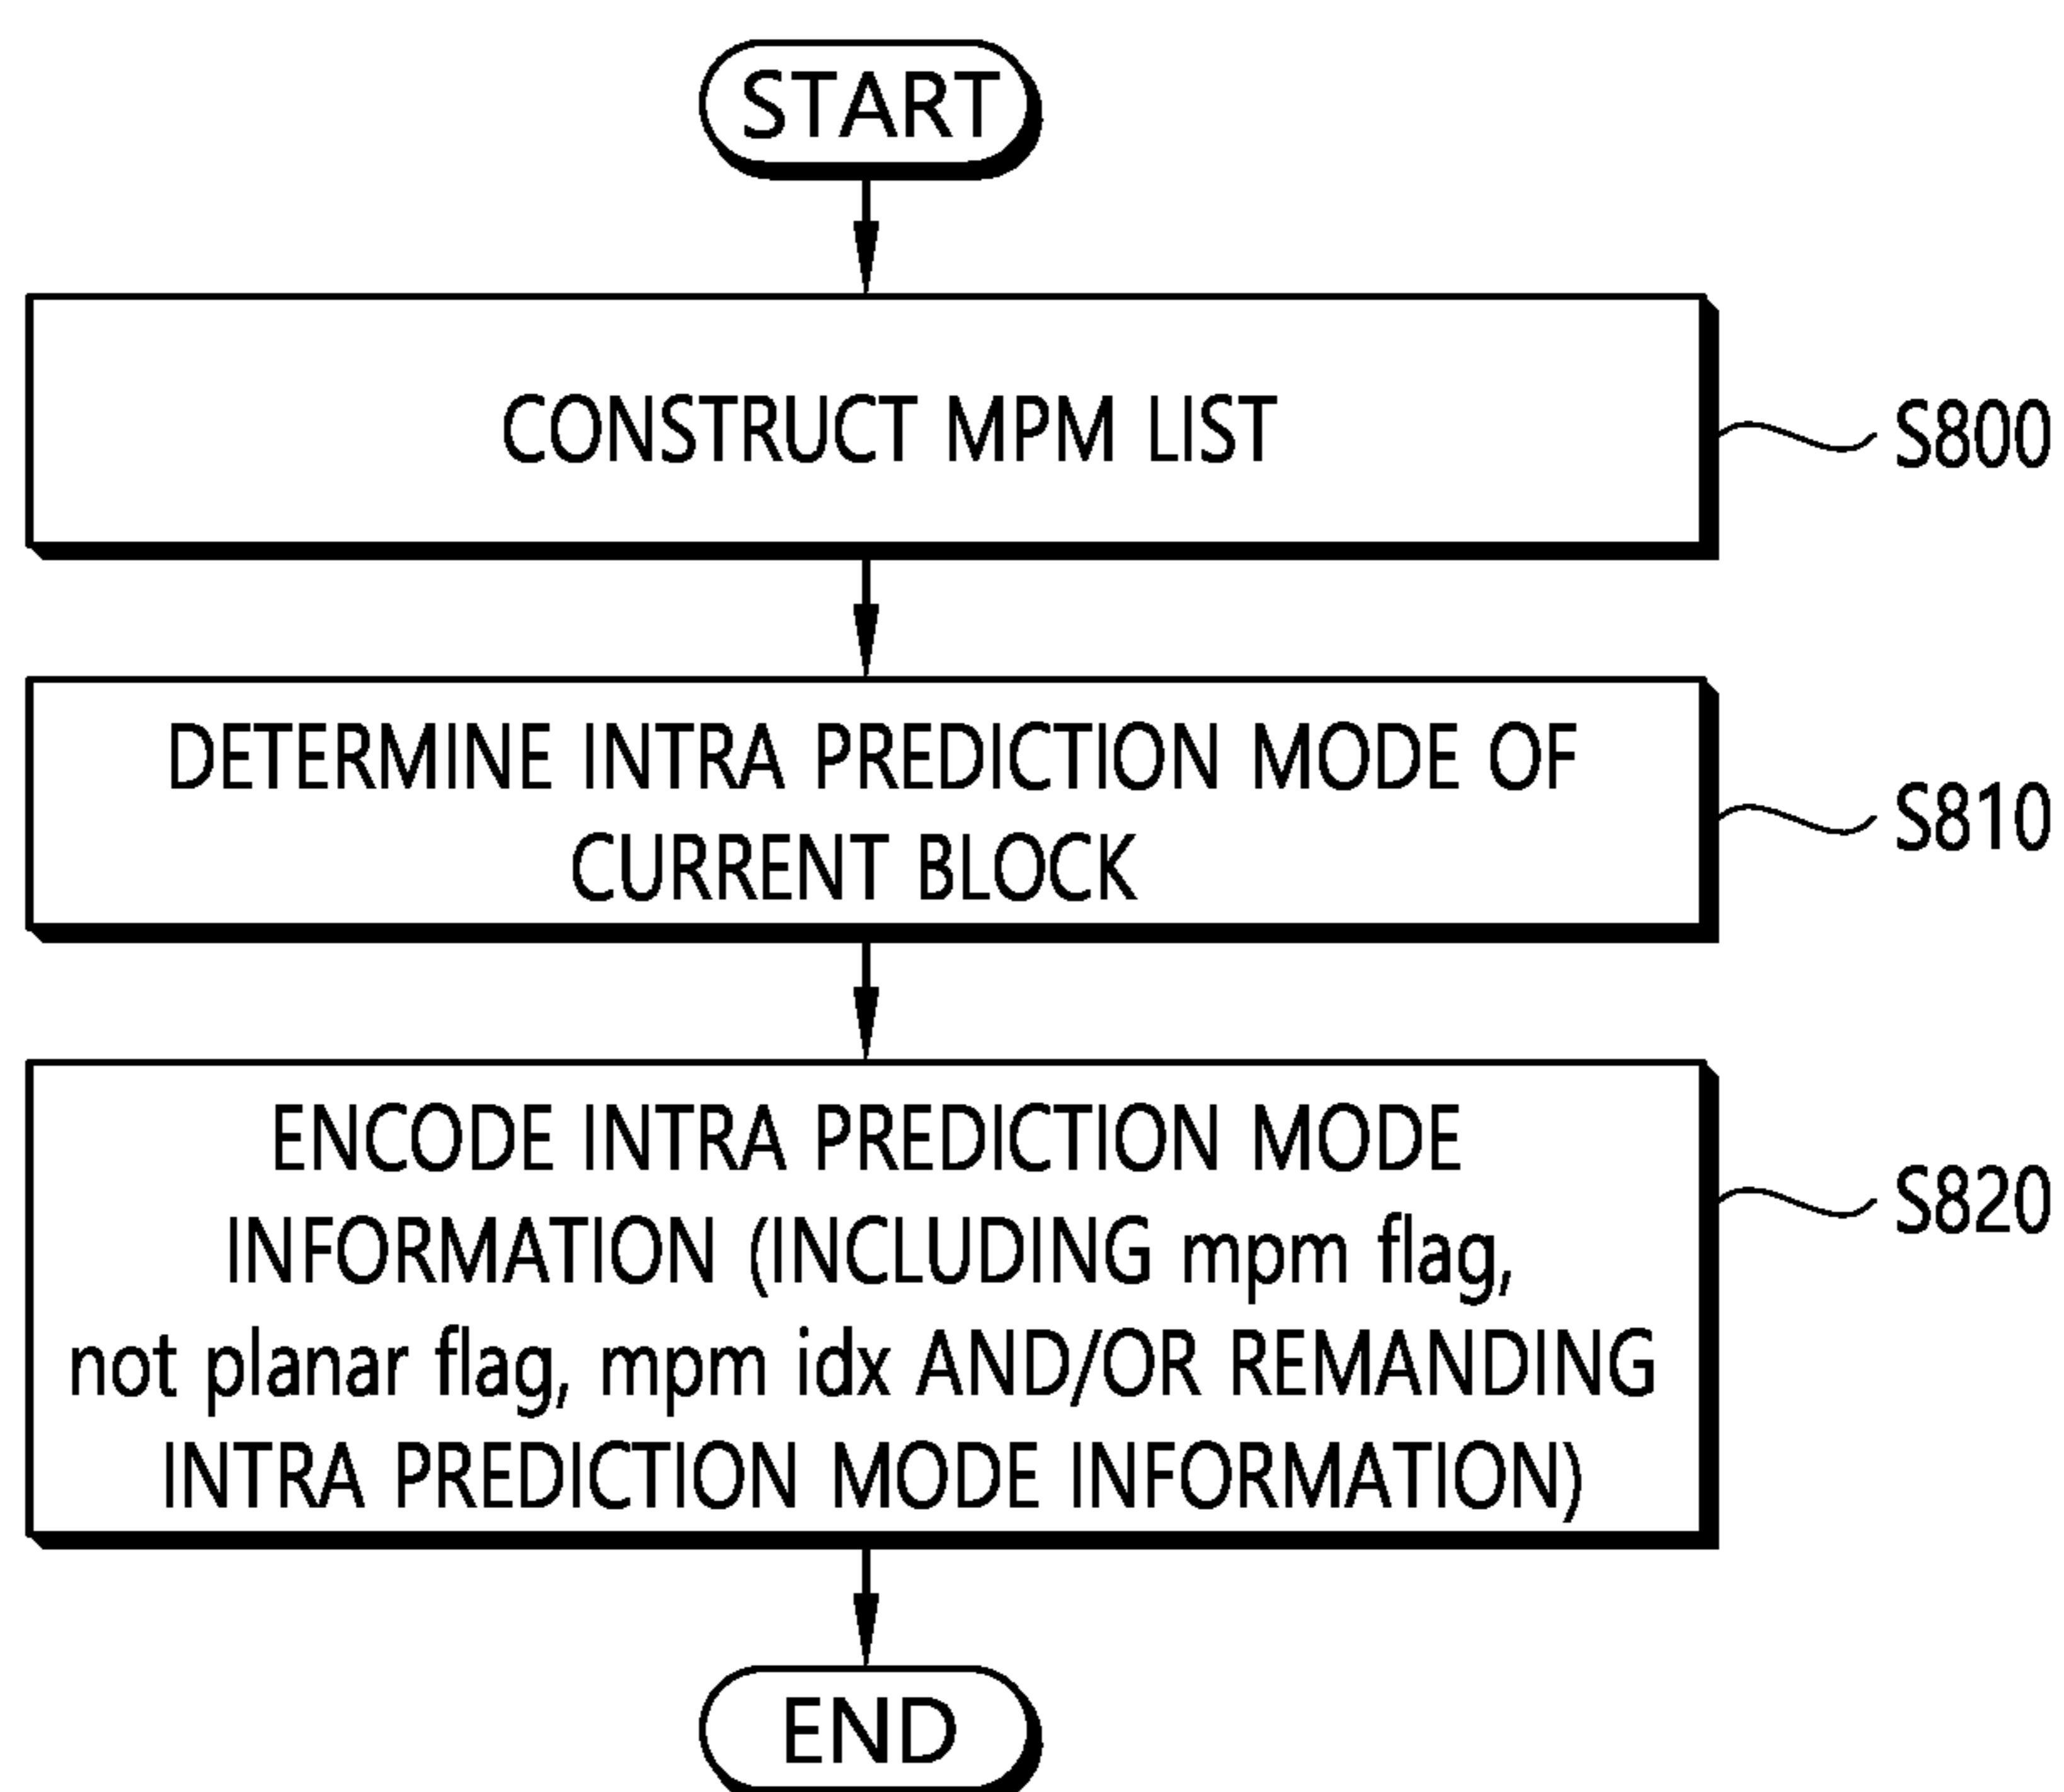 START
CONSTRUCT MPM LIST
S800
DETERMINE INTRA PREDICTION MODE OF
CURRENT BLOCK
S810
ENCODE INTRA PREDICTION MODE
INFORMATION (INCLUDING mpm flag,
not planar flag, mpm idx AND/OR REMANDING
INTRA PREDICTION MODE INFORMATION)
S820
END